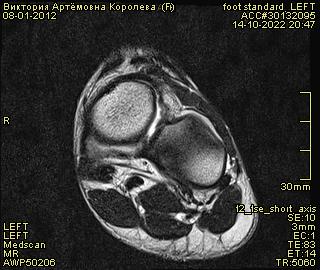 Виктория Артёмовна Королева (F)
08-01-2012
foot standard LEFT
ACC#30132095
14-10-2022 20:47
R
30mm
12_tse_short_axis
SE:10
3mm
EC:1
TE:83
ET:14
TR:5060
LEFT
LEFT
Medscan
MR
AWP50206